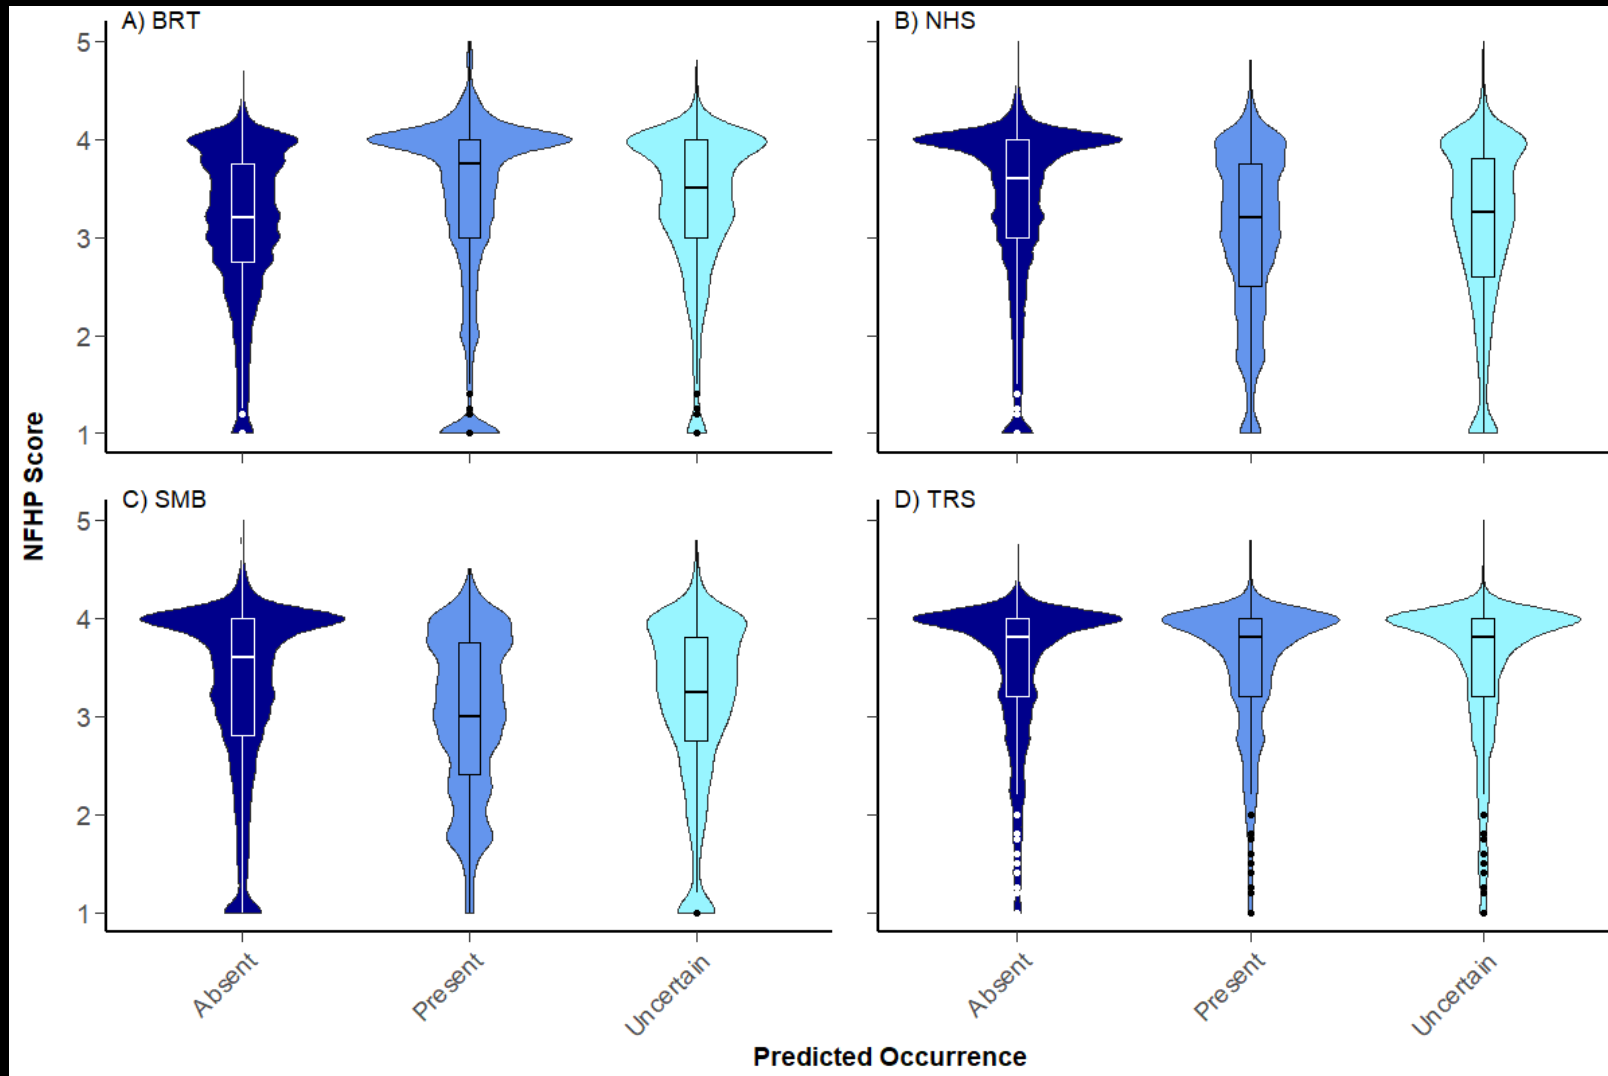 A) BRT
B) NHS
5
4
3
2
1
C) SMB
D) TRS
5
4
3
2
1
NFHP Score
Absent
Present
Uncertain
Absent
Present
Uncertain
Predicted Occurrence